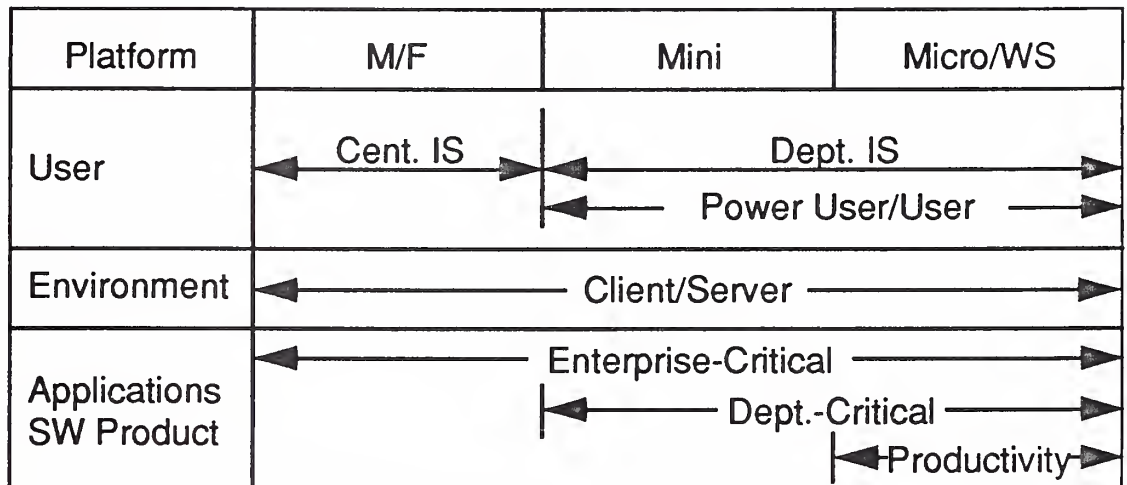 Platform M/F Mini Micro/WS
User Cent. IS Dept. IS
Power User/User
Environment Client/Server
Enterprise-Critical
Applications
SW Product
Dept.-Critical
Productivity